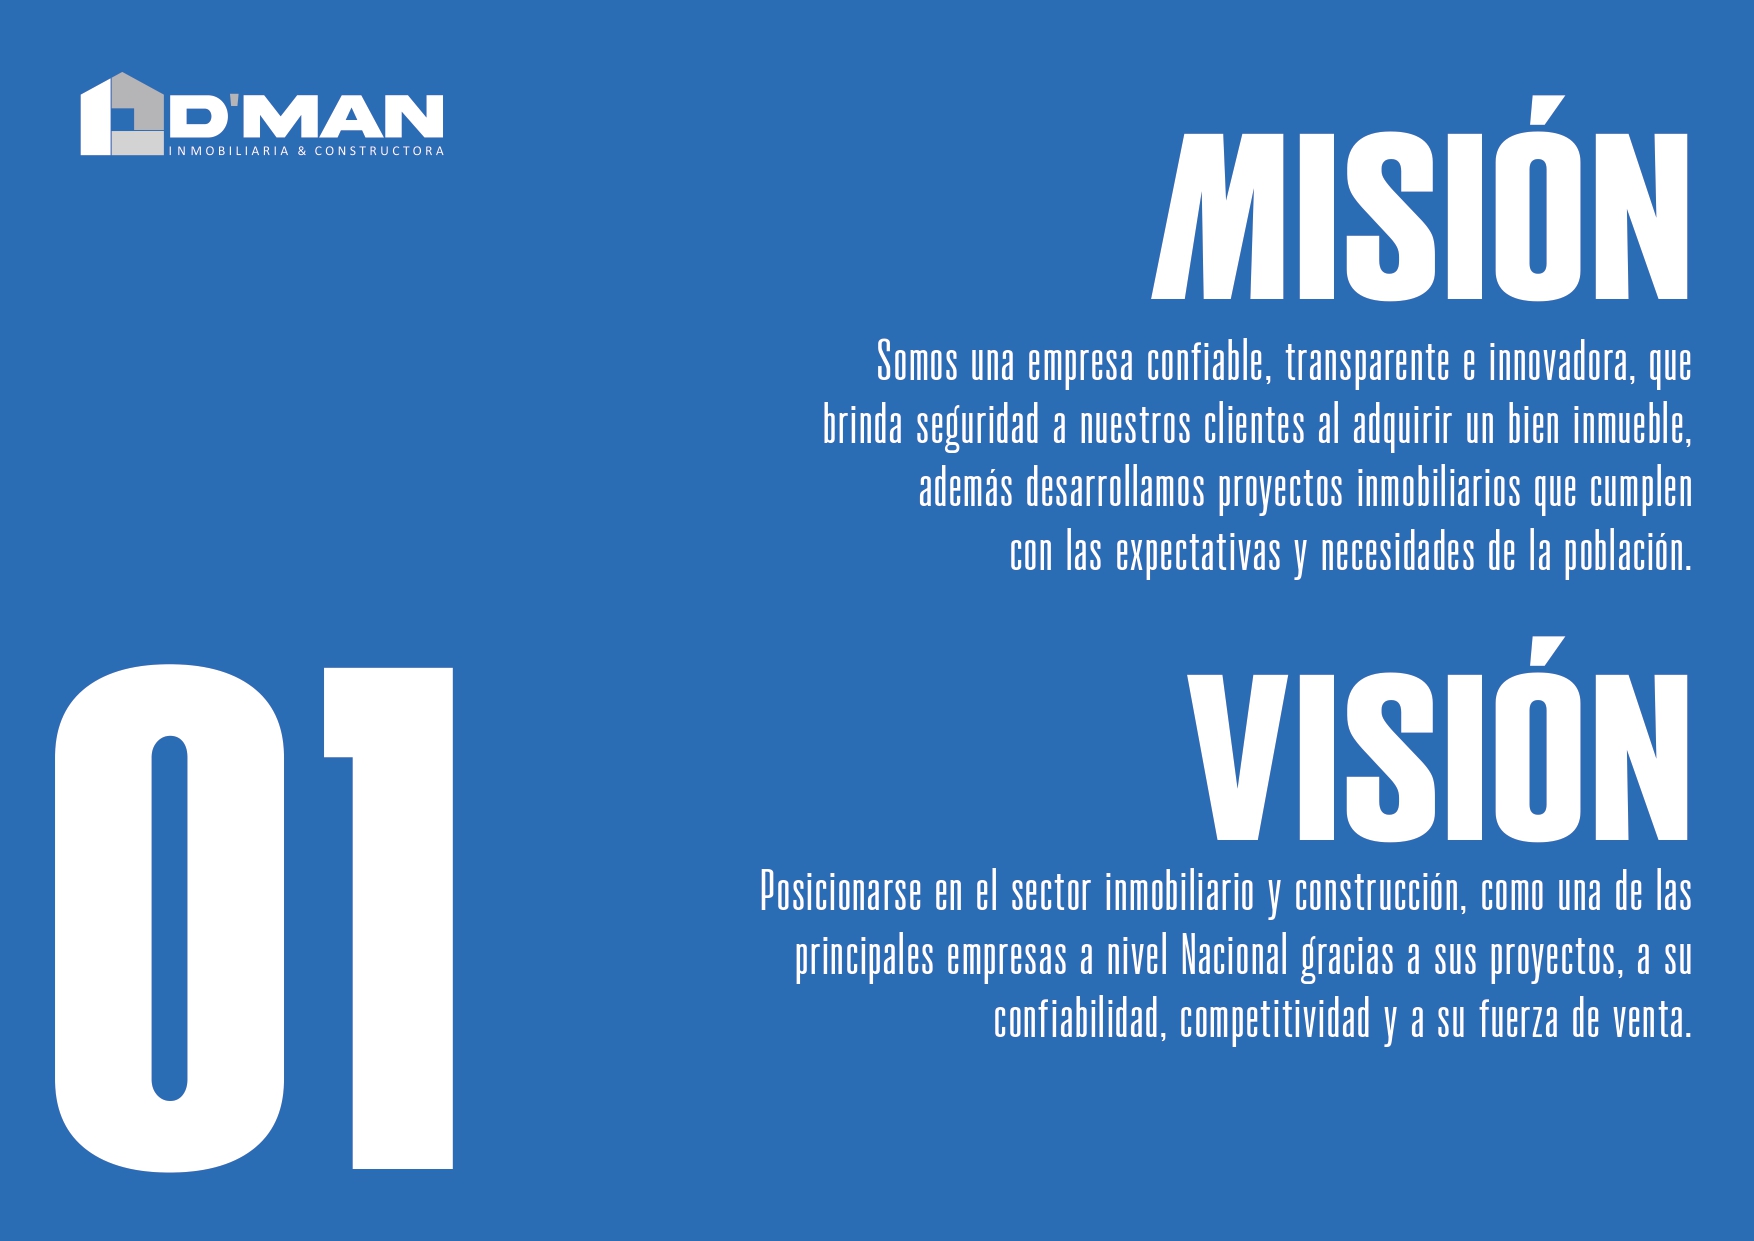 D'MAN
INMOBILIARIA & CONSTRUCTORA
MISIÓN
Somos una empresa confiable, transparente e innovadora, que
brinda seguridad a nuestros clientes al adquirir un bien inmueble,
además desarrollamos proyectos inmobiliarios que cumplen
con las expectativas y necesidades de la población.
01
VISIÓN
Posicionarse en el sector inmobiliario y construcción, como una de las
principales empresas a nivel Nacional gracias a sus proyectos, a su
confiabilidad, competitividad y a su fuerza de venta.